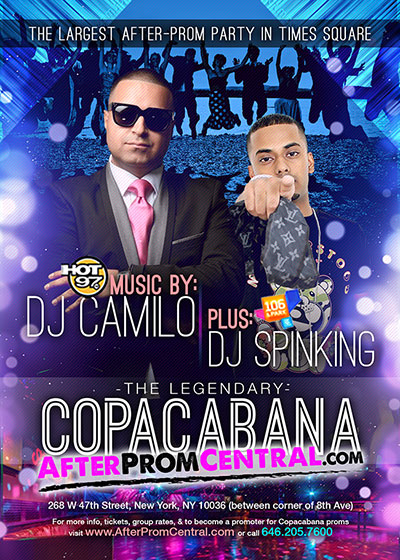 THE LARGEST AFTER-PROM PARTY IN TIMES SQUARE
HOT 97
MUSIC BY:
DJ CAMILO
PLUS:
106
& PARK
DJ SPINKING
-THE LEGENDARY-
COPACABANA
AFTERPROMCENTRAL.COM
268 W 47th Street, New York, NY 10036 (between corner of 8th Ave)
For more info, tickets, group rates, & to become a promoter for Copacabana proms
visit www.AfterPromCentral.com or call 646.205.7600